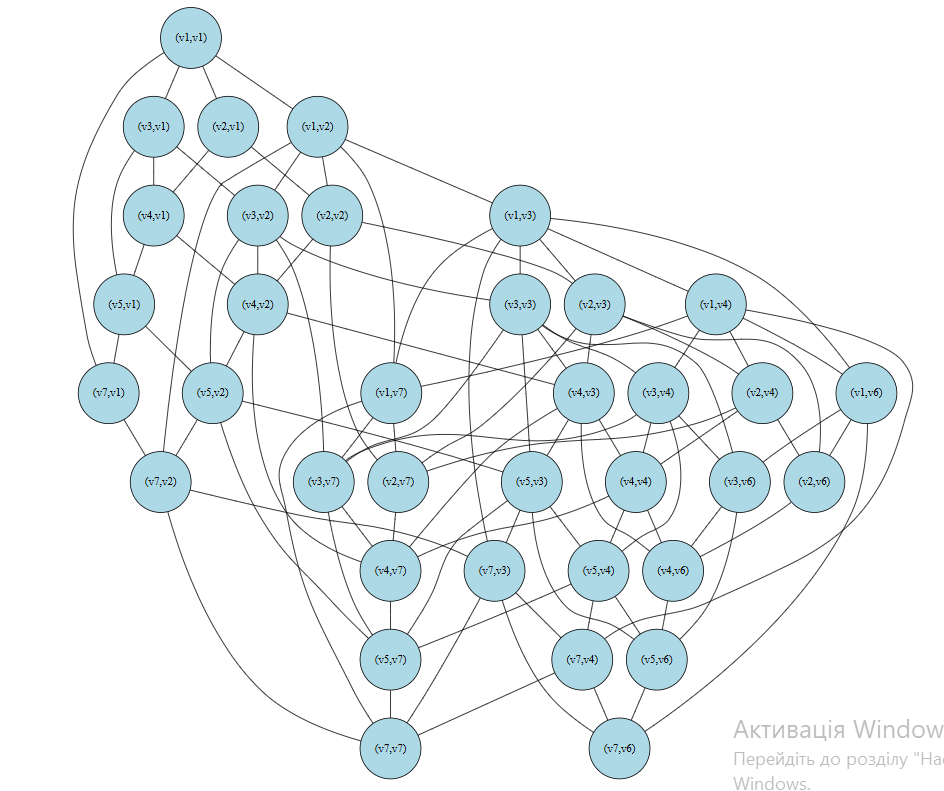 (v1,v1)
(v3,v1) (v2,v1) (v1,v2)
(v4,v1) (v3,v2) (v2,v2) (v1,v3)
(v5,v1) (v4,v2) (v3,v3) (v2,v3) (v1,v4)
(v7,v1) (v5,v2) (v1,v7) (v4,v3) (v3,v4) (v2,v4) (v1,v6)
(v7,v2) (v3,v7) (v2,v7) (v5,v3) (v4,v4) (v3,v6) (v2,v6)
(v4,v7) (v7,v3) (v5,v4) (v4,v6)
(v5,v7) (v7,v4) (v5,v6)
(v7,v7) (v7,v6)
Активація Window
Перейдіть до розділу "На
Windows.